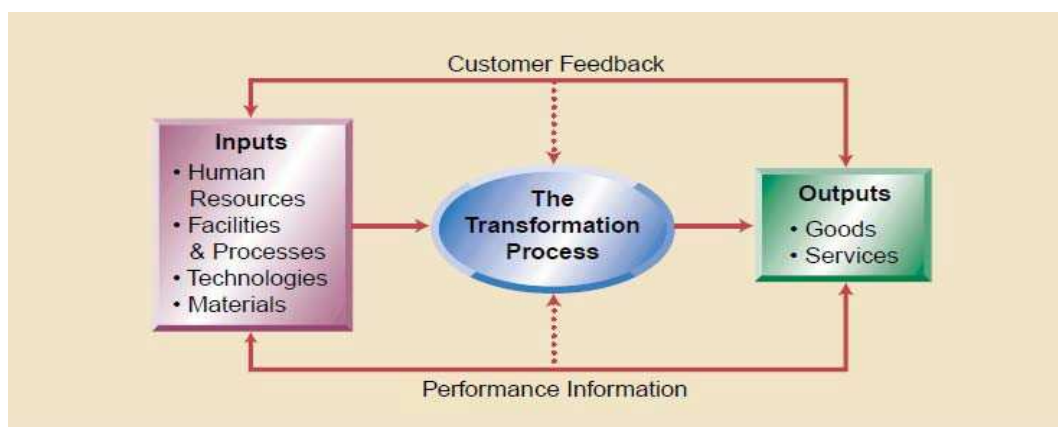 Customer Feedback
Inputs
• Human
Resources
• Facilities
& Processes
• Technologies
• Materials
The
Transformation
Process
Outputs
• Goods
• Services
Performance Information